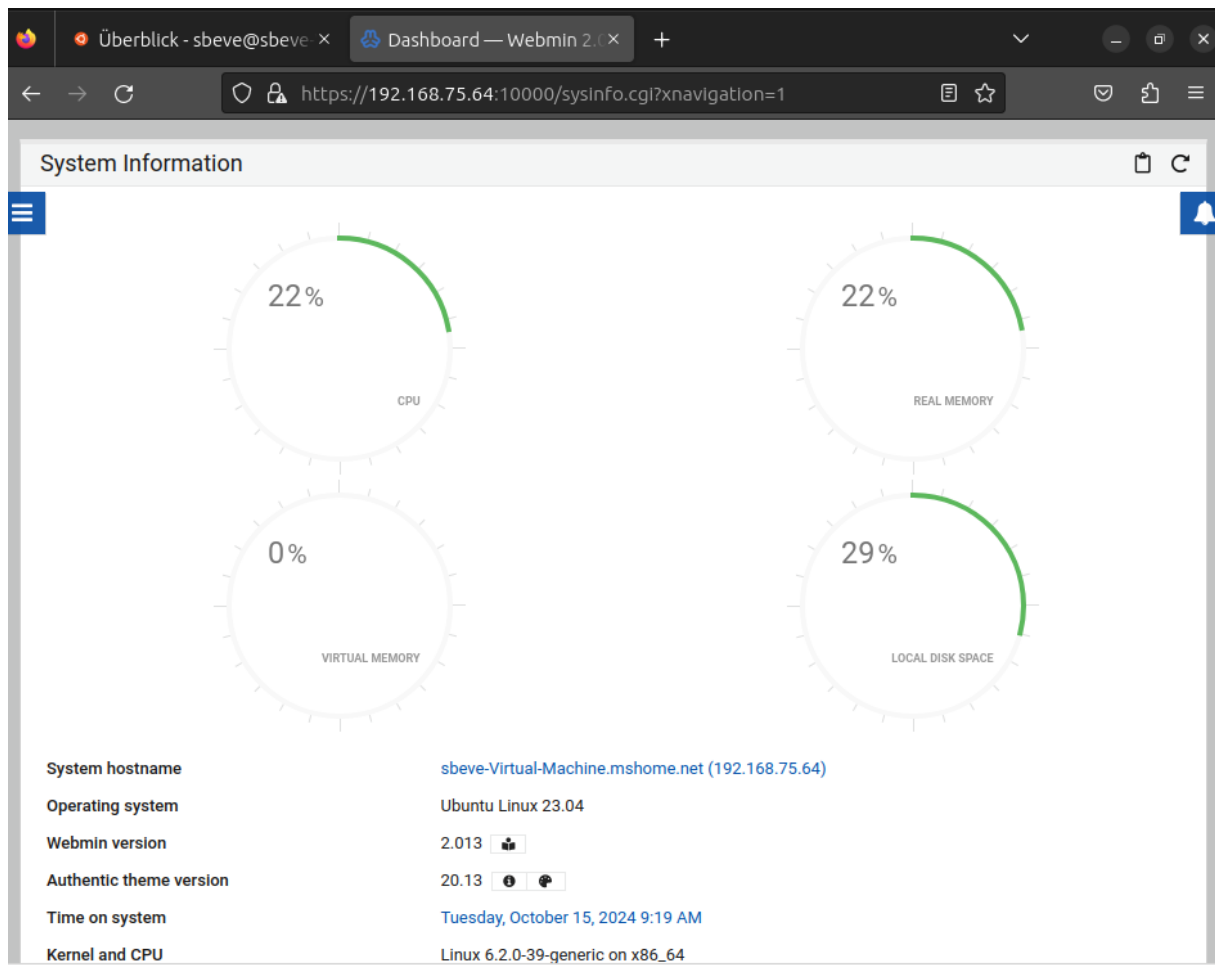 Überblick - sbeve@sbeve-
Dashboard — Webmin 2.0
https://192.168.75.64:10000/sysinfo.cgi?xnavigation=1
System Information
22%
CPU
22%
REAL MEMORY
0%
VIRTUAL MEMORY
29%
LOCAL DISK SPACE
System hostname sbeve-Virtual-Machine.mshome.net (192.168.75.64)
Operating system Ubuntu Linux 23.04
Webmin version 2.013
Authentic theme version 20.13
Time on system Tuesday, October 15, 2024 9:19 AM
Kernel and CPU Linux 6.2.0-39-generic on x86_64